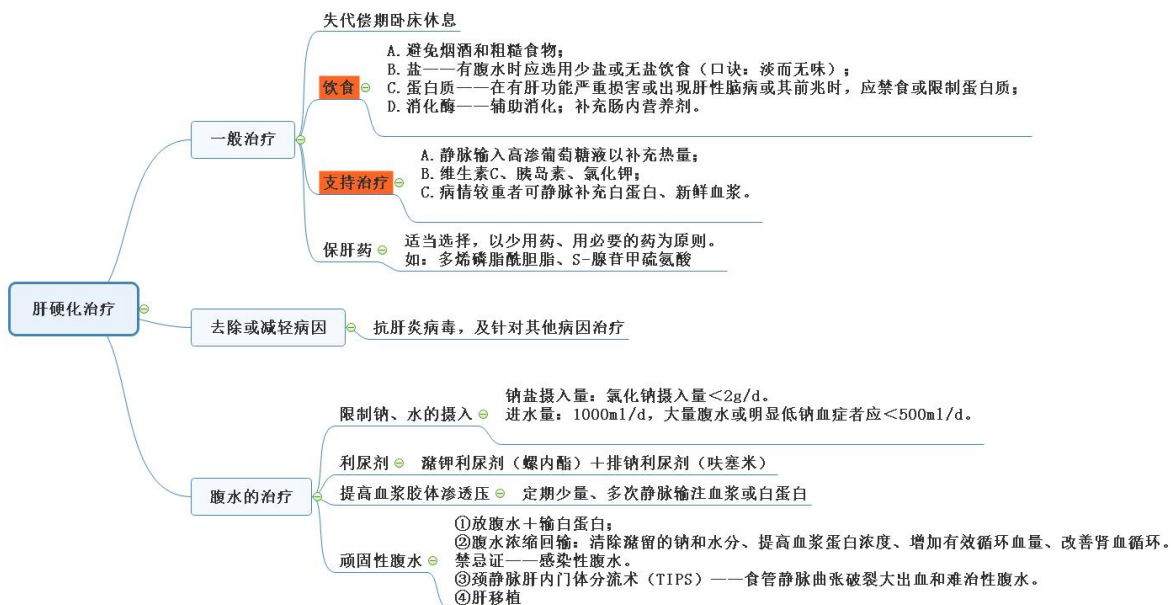 肝硬化治疗
一般治疗
失代偿期卧床休息
饮食
A.避免烟酒和粗糙食物；
B.盐——有腹水时应选用少盐或无盐饮食（口诀：淡而无味）；
C.蛋白质——在有肝功能严重损害或出现肝性脑病或其前兆时，应禁食或限制蛋白质；
D.消化酶——辅助消化；补充肠内营养剂。
支持治疗
A.静脉输入高渗葡萄糖液以补充热量；
B.维生素C、胰岛素、氯化钾；
C.病情较重者可静脉补充白蛋白、新鲜血浆。
保肝药
适当选择，以少用药、用必要的药为原则。
如：多烯磷脂酰胆脂、S-腺苷甲硫氨酸
去除或减轻病因
抗肝炎病毒，及针对其他病因治疗
腹水的治疗
限制钠、水的摄入
钠盐摄入量：氯化钠摄入量＜2g/d。
进水量：1000ml/d，大量腹水或明显低钠血症者应＜500ml/d。
利尿剂
潴钾利尿剂（螺内酯）＋排钠利尿剂（呋塞米）
提高血浆胶体渗透压
定期少量、多次静脉输注血浆或白蛋白
顽固性腹水
①放腹水＋输白蛋白；
②腹水浓缩回输：清除潴留的钠和水分、提高血浆蛋白浓度、增加有效循环血量、改善肾血循环。
禁忌证——感染性腹水。
③颈静脉肝内门体分流术（TIPS）——食管静脉曲张破裂大出血和难治性腹水。
④肝移植